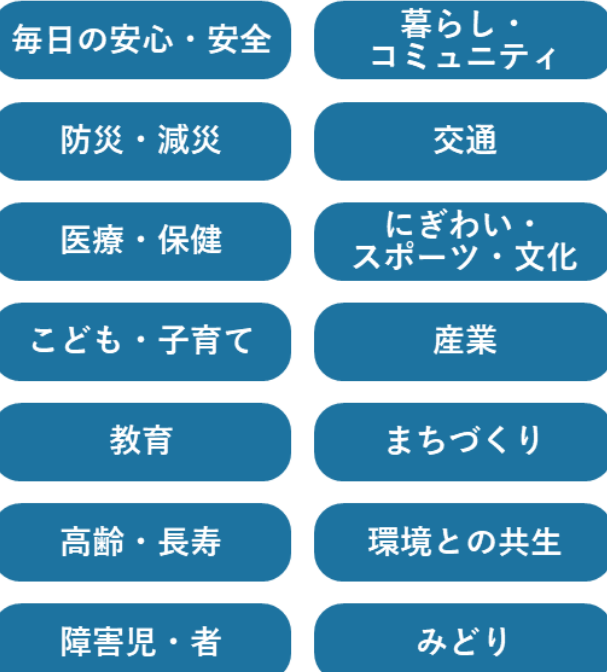 毎日の安心・安全
暮らし・
コミュニティ
防災・減災
交通
医療・保健
にぎわい・
スポーツ・文化
こども・子育て
産業
教育
まちづくり
高齢・長寿
環境との共生
障害児・者
みどり